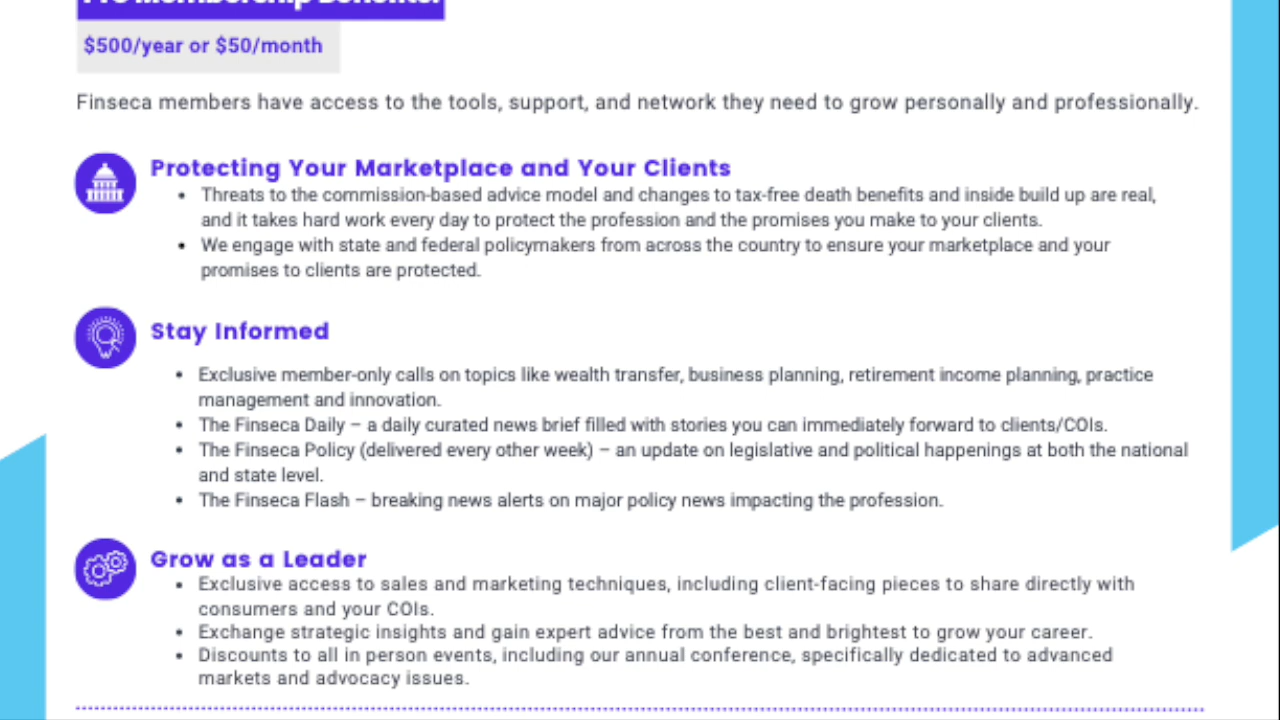 Pro Membership Benefits:
$500/year or $50/month
Finseca members have access to the tools, support, and network they need to grow personally and professionally.
Protecting Your Marketplace and Your Clients
• Threats to the commission-based advice model and changes to tax-free death benefits and inside build up are real,
and it takes hard work every day to protect the profession and the promises you make to your clients.
• We engage with state and federal policymakers from across the country to ensure your marketplace and your
promises to clients are protected.
Stay Informed
• Exclusive member-only calls on topics like wealth transfer, business planning, retirement income planning, practice
management and innovation.
• The Finseca Daily – a daily curated news brief filled with stories you can immediately forward to clients/COIs.
• The Finseca Policy (delivered every other week) – an update on legislative and political happenings at both the national
and state level.
• The Finseca Flash – breaking news alerts on major policy news impacting the profession.
Grow as a Leader
• Exclusive access to sales and marketing techniques, including client-facing pieces to share directly with
consumers and your COIs.
• Exchange strategic insights and gain expert advice from the best and brightest to grow your career.
• Discounts to all in person events, including our annual conference, specifically dedicated to advanced
markets and advocacy issues.